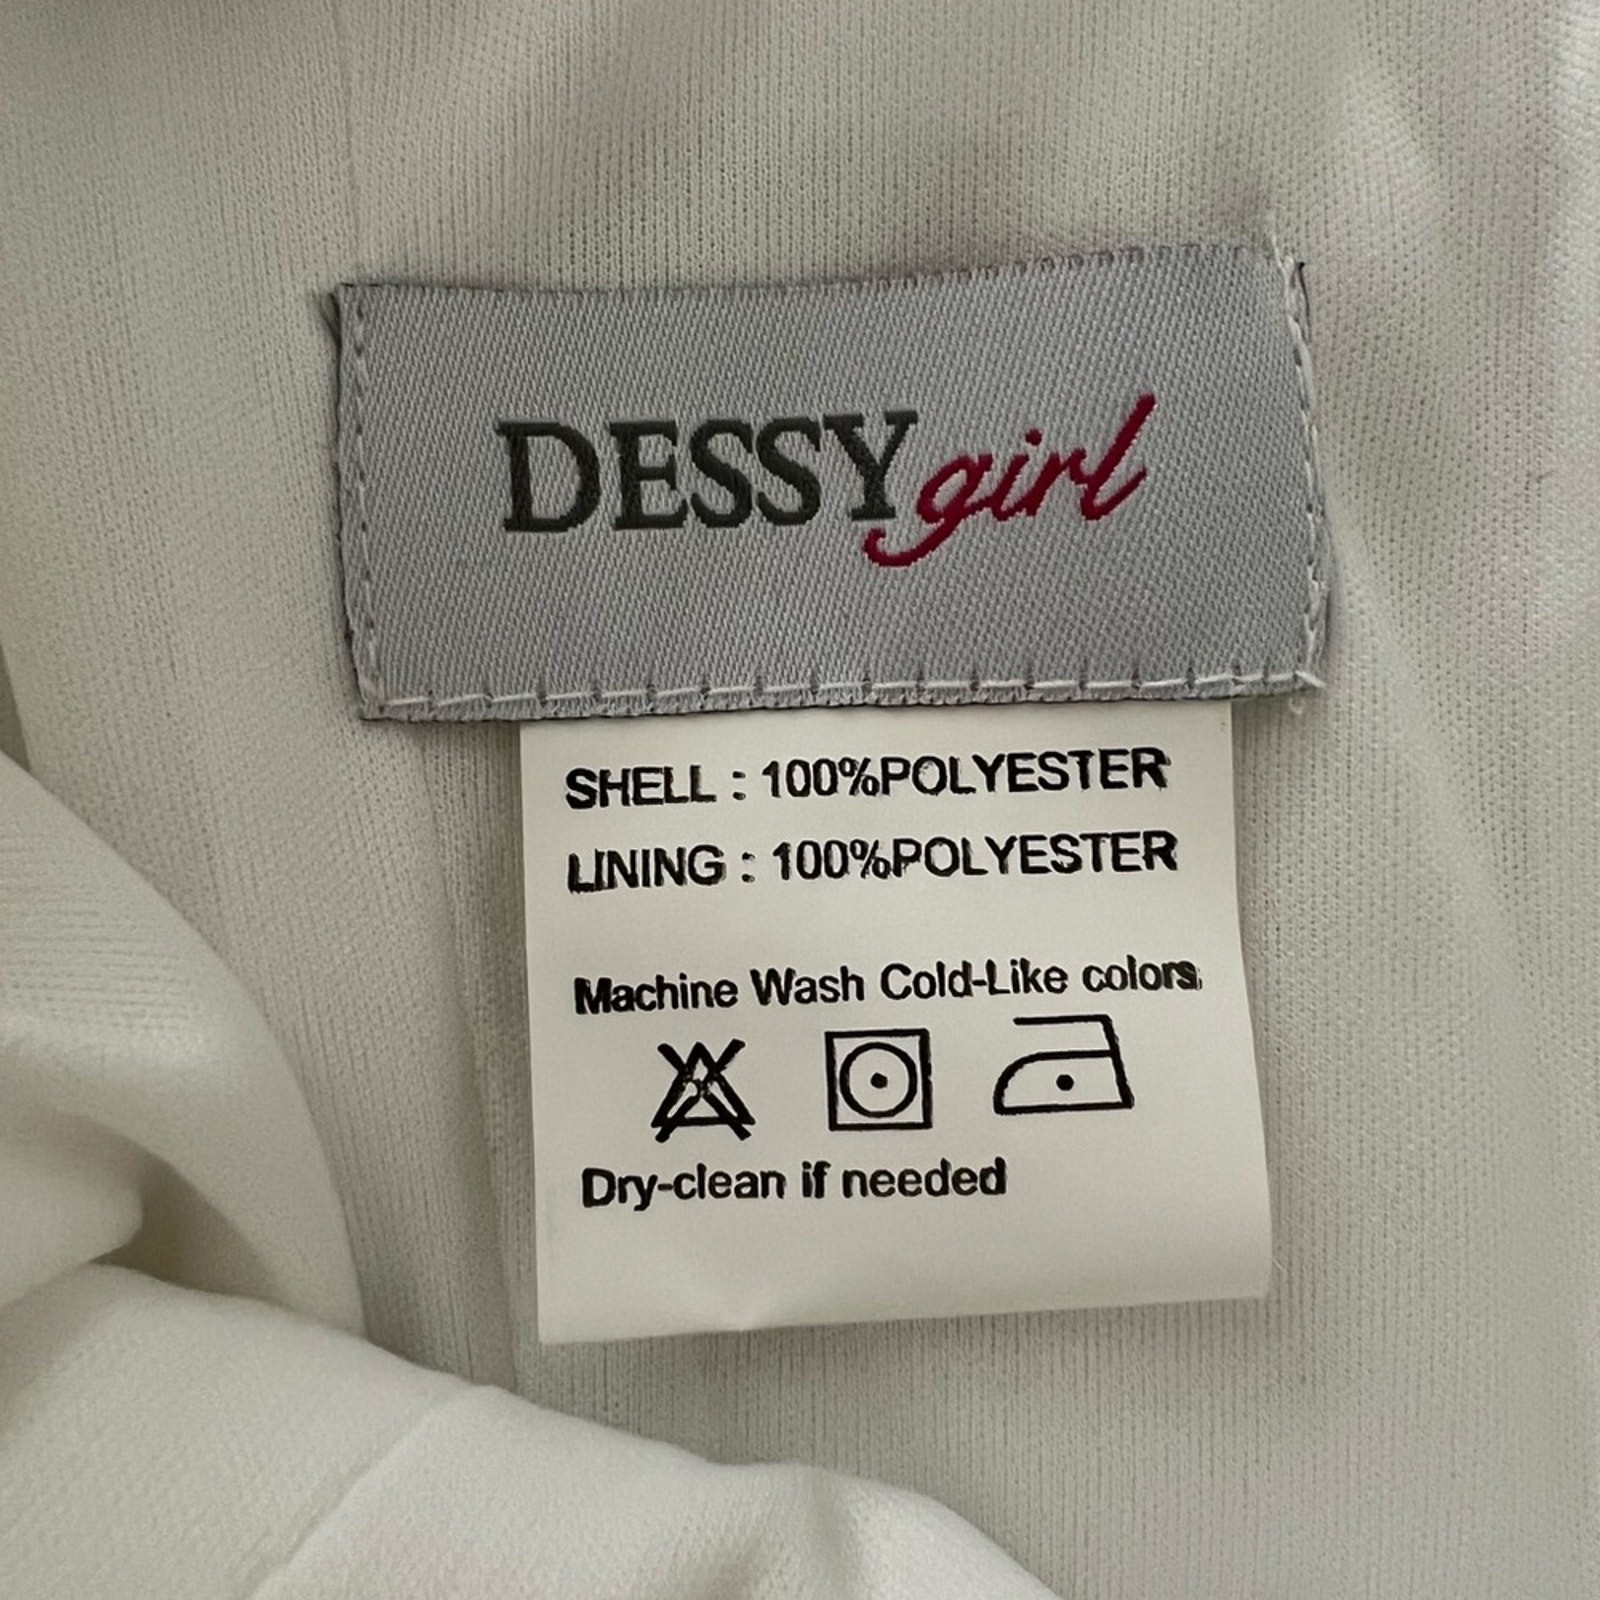 DESSYgirl
SHELL : 100%POLYESTER
LINING : 100%POLYESTER
Machine Wash Cold-Like colors
Dry-clean if needed